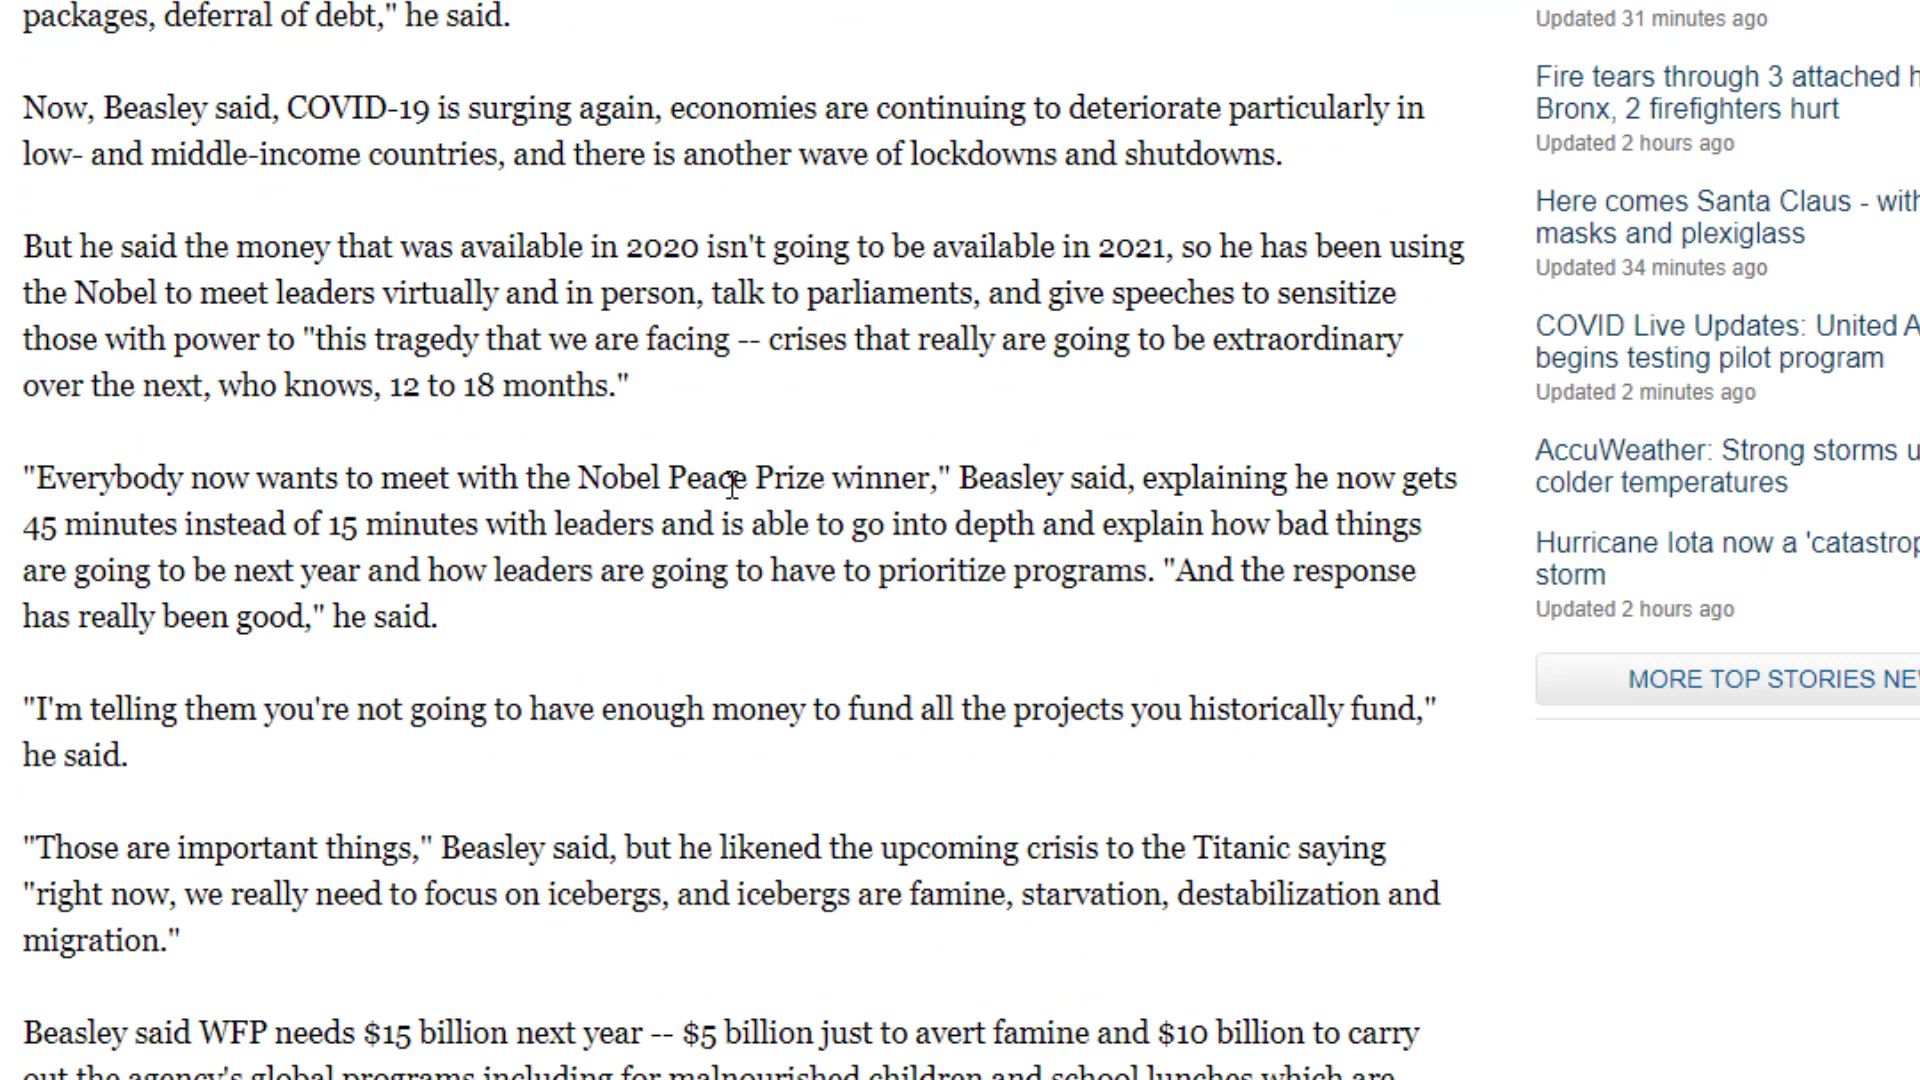 packages, deferral of debt," he said.
Now, Beasley said, COVID-19 is surging again, economies are continuing to deteriorate particularly in
low- and middle-income countries, and there is another wave of lockdowns and shutdowns.
But he said the money that was available in 2020 isn't going to be available in 2021, so he has been using
the Nobel to meet leaders virtually and in person, talk to parliaments, and give speeches to sensitize
those with power to "this tragedy that we are facing -- crises that really are going to be extraordinary
over the next, who knows, 12 to 18 months."
"Everybody now wants to meet with the Nobel Peace Prize winner," Beasley said, explaining he now gets
45 minutes instead of 15 minutes with leaders and is able to go into depth and explain how bad things
are going to be next year and how leaders are going to have to prioritize programs. "And the response
has really been good," he said.
"I'm telling them you're not going to have enough money to fund all the projects you historically fund,"
he said.
"Those are important things," Beasley said, but he likened the upcoming crisis to the Titanic saying
"right now, we really need to focus on icebergs, and icebergs are famine, starvation, destabilization and
migration."
Beasley said WFP needs $15 billion next year -- $5 billion just to avert famine and $10 billion to carry
out the agency's global programs including for malnourished children and school lunches which are
Updated 31 minutes ago
Fire tears through 3 attached
Bronx, 2 firefighters hurt
Updated 2 hours ago
Here comes Santa Claus - with
masks and plexiglass
Updated 34 minutes ago
COVID Live Updates: United
begins testing pilot program
Updated 2 minutes ago
AccuWeather: Strong storms
colder temperatures
Hurricane Iota now a
storm
Updated 2 hours ago
MORE TOP STORIES